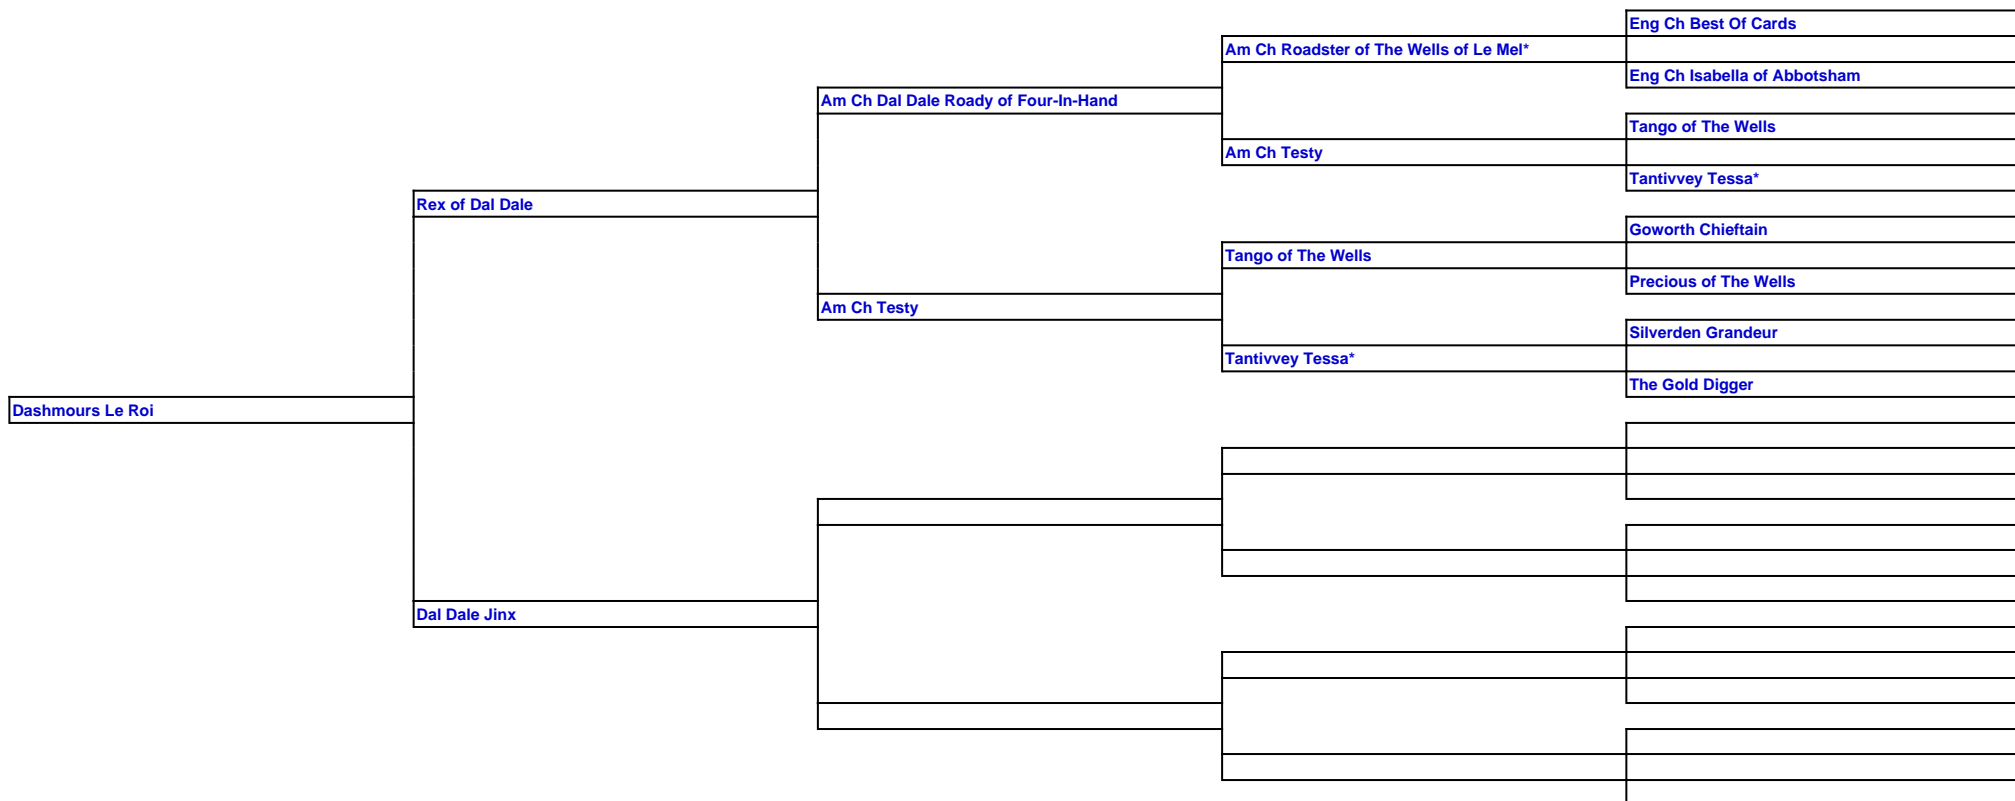 Eng Ch Best Of Cards
Am Ch Roadster of The Wells of Le Mel*
Eng Ch Isabella of Abbotsham
Am Ch Dal Dale Roady of Four-In-Hand
Tango of The Wells
Am Ch Testy
Tantivvey Tessa*
Rex of Dal Dale
Goworth Chieftain
Tango of The Wells
Precious of The Wells
Am Ch Testy
Silverden Grandeur
Tantivvey Tessa*
The Gold Digger
Dashmours Le Roi
Dal Dale Jinx